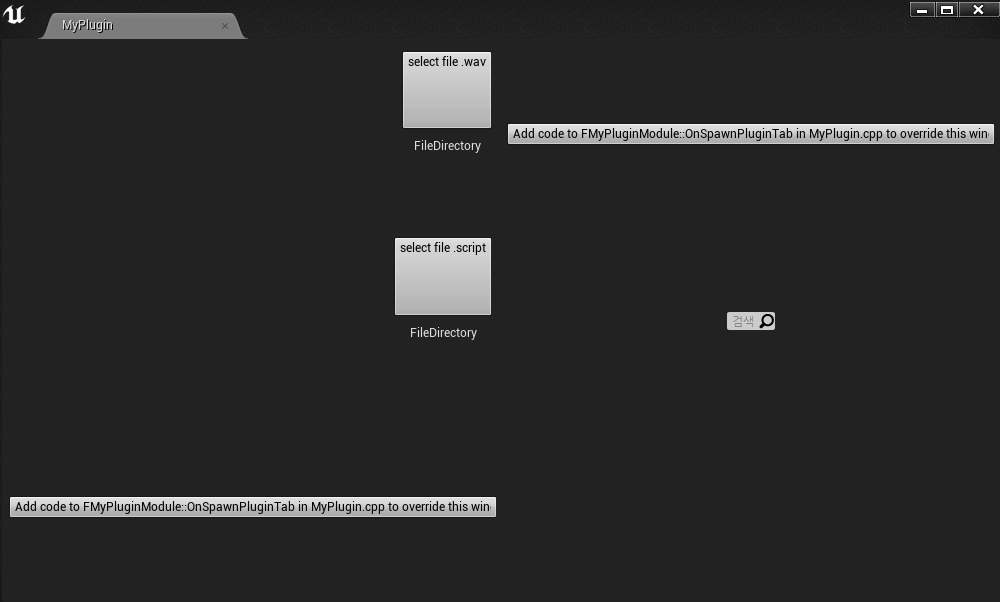 MyPlugin
select file .wav
FileDirectory
Add code to FMyPluginModule::OnSpawnPluginTab in MyPlugin.cpp to override this win
select file .script
FileDirectory
검색
Add code to FMyPluginModule::OnSpawnPluginTab in MyPlugin.cpp to override this win